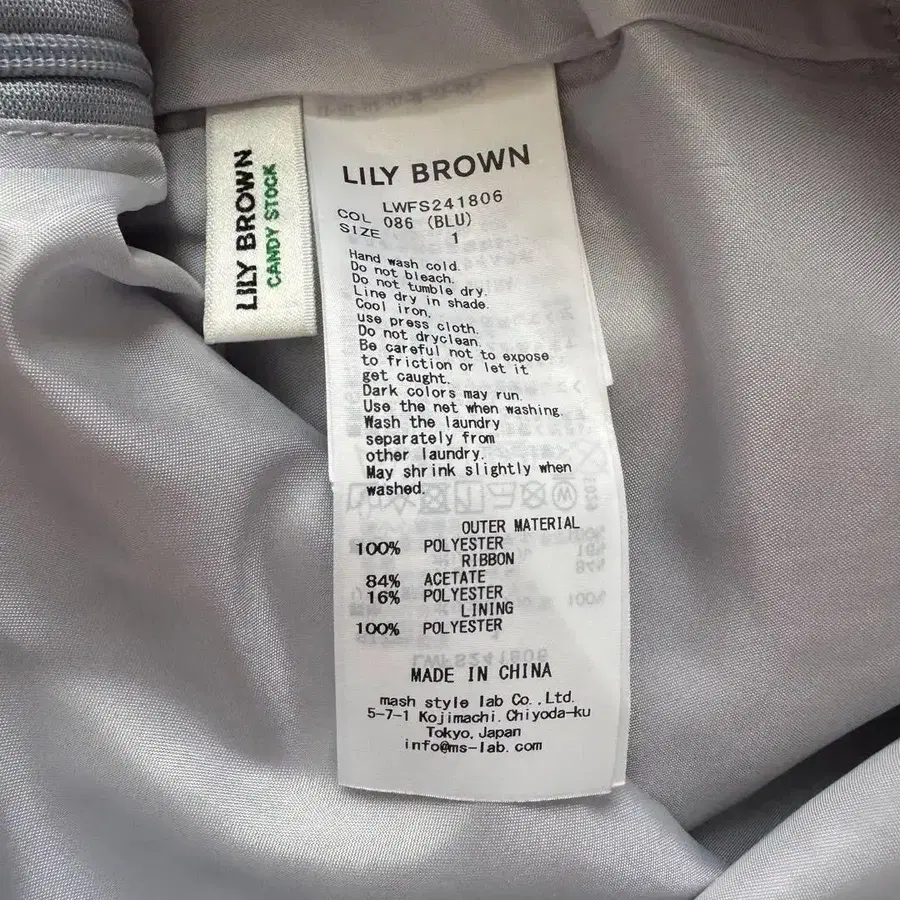 LILY BROWN
CANDY STOCK
LILY BROWN
LWFS241806
COL 086 (BLU)
SIZE 1
Hand wash cold.
Do not bleach.
Do not tumble dry.
Line dry in shade.
Cool iron.
use press cloth.
Do not dryclean.
Be careful not to expose
to friction or let it
get caught.
Dark colors may run.
Use the net when washing.
Wash the laundry
separately from
other laundry.
May shrink slightly when
washed.
OUTER MATERIAL
100% POLYESTER
RIBBON
84% ACETATE
16% POLYESTER
LINING
100% POLYESTER
MADE IN CHINA
mash style lab Co.,Ltd.
5-7-1 Kojimachi, Chiyoda-ku
Tokyo, Japan
info@ms-lab.com